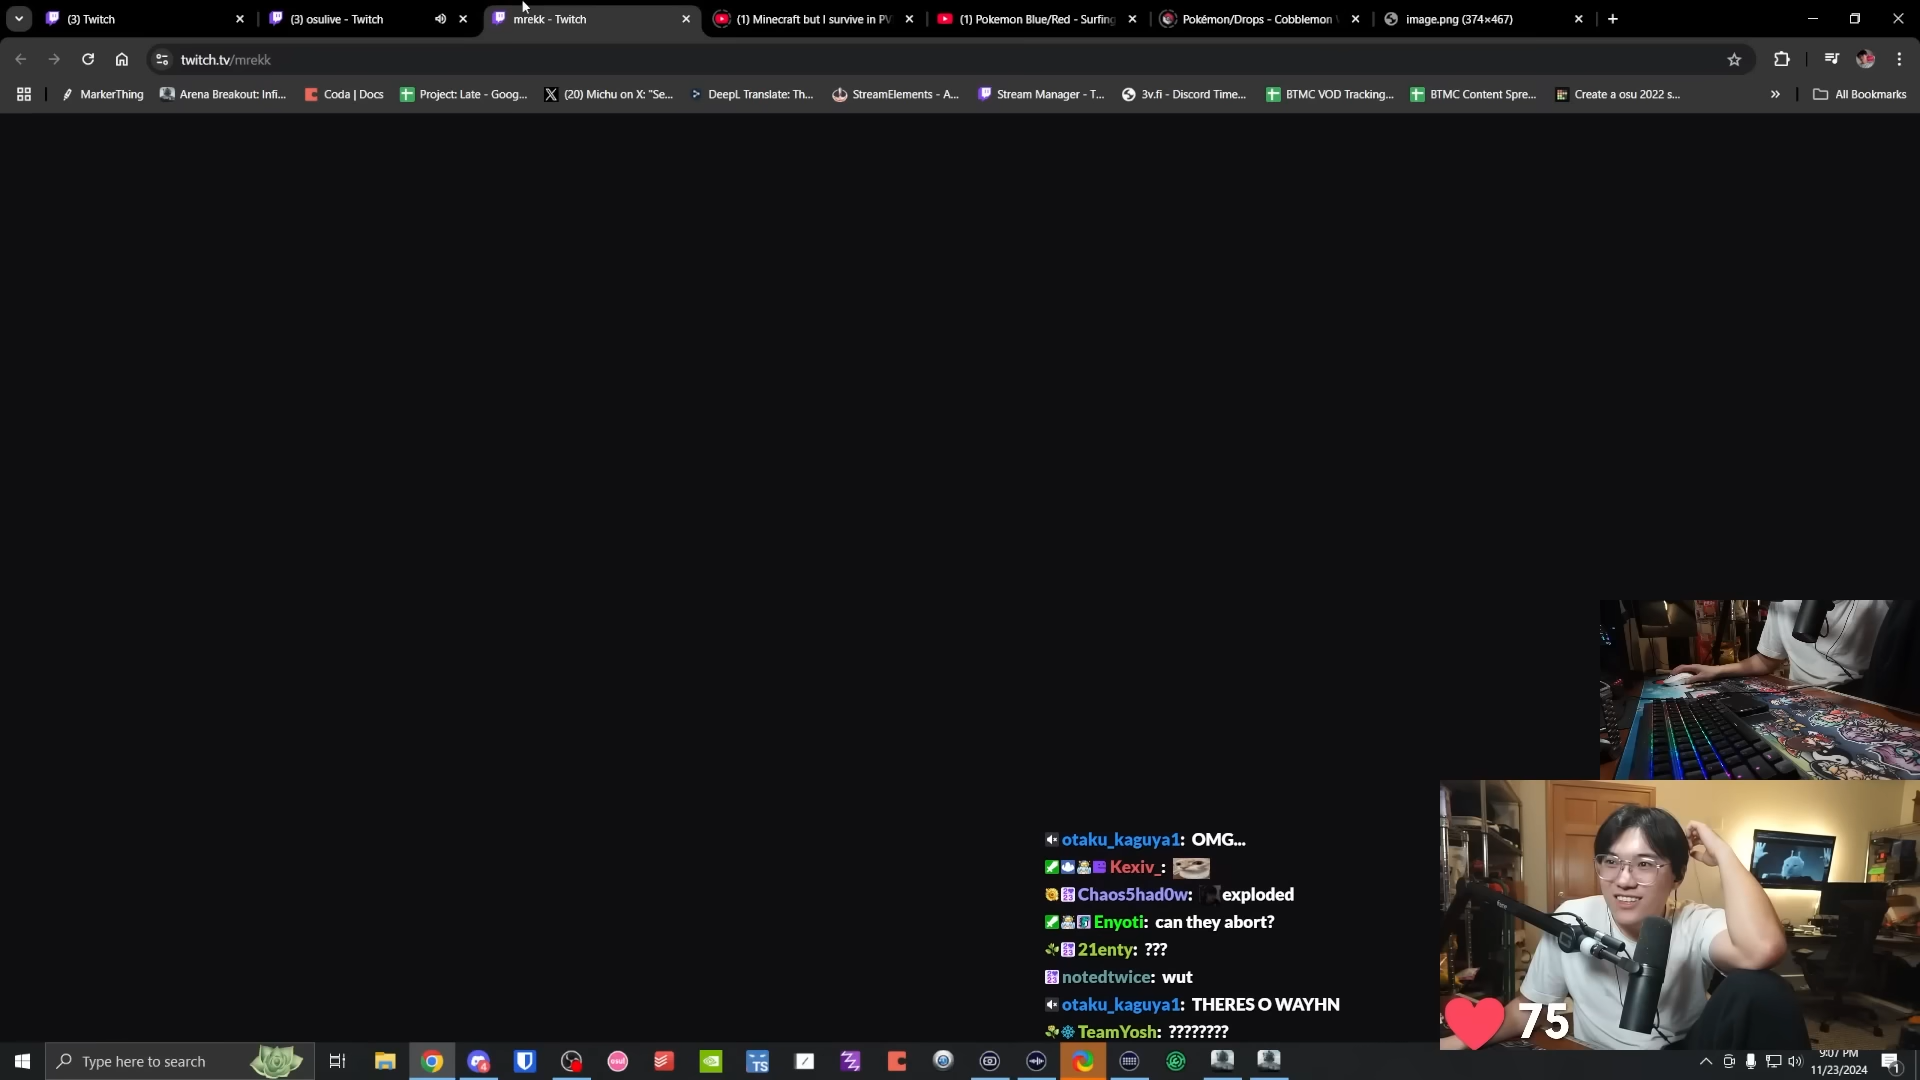 (3) Twitch
(3) osulive - Twitch
mrekk - Twitch
(1) Minecraft but I survive in PV
(1) Pokemon Blue/Red - Surfing
Pokémon/Drops - Cobblemon
image.png (374×467)
twitch.tv/mrekk
MarkerThing
Arena Breakout: Infi...
Coda | Docs
Project: Late - Goog...
(20) Michu on X: "Se...
DeepL Translate: Th...
StreamElements - A...
Stream Manager - T...
3v.fi - Discord Time...
BTMC VOD Tracking...
BTMC Content Spre...
Create a osu 2022 s...
All Bookmarks
otaku_kaguya1: OMG...
Kexiv_:
Chaos5had0w: exploded
Enyoti: can they abort?
21enty: ???
notedtwice: wut
otaku_kaguya1: THERES O WAYHN
TeamYosh: ????????
75
Type here to search
9:07 PM
11/23/2024